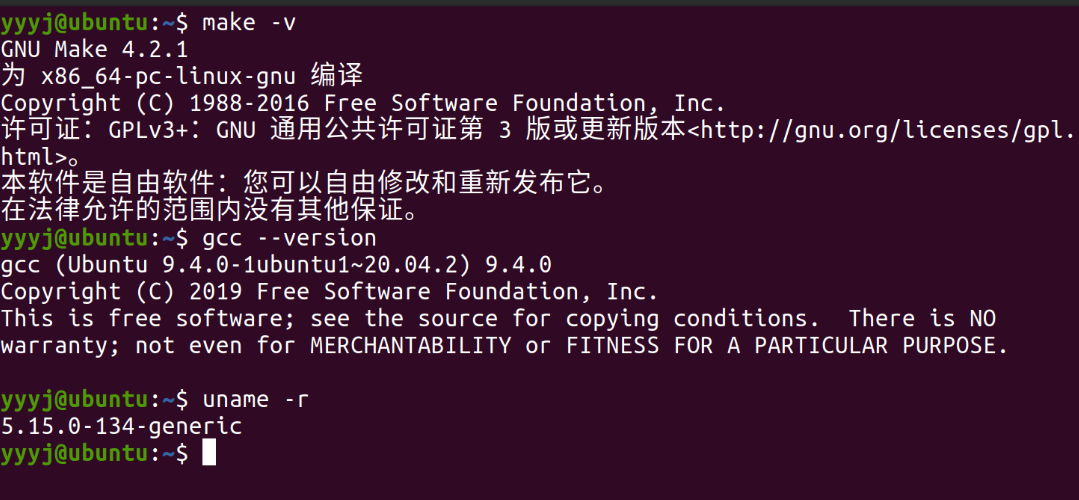 yyyj@ubuntu:~$ make -v
GNU Make 4.2.1
为 x86_64-pc-linux-gnu 编译
Copyright (C) 1988-2016 Free Software Foundation, Inc.
许可证：GPLv3+：GNU 通用公共许可证第 3 版或更新版本<http://gnu.org/licenses/gpl.
html>。
本软件是自由软件：您可以自由修改和重新发布它。
在法律允许的范围内没有其他保证。
yyyj@ubuntu:~$ gcc --version
gcc (Ubuntu 9.4.0-1ubuntu1~20.04.2) 9.4.0
Copyright (C) 2019 Free Software Foundation, Inc.
This is free software; see the source for copying conditions.  There is NO
warranty; not even for MERCHANTABILITY or FITNESS FOR A PARTICULAR PURPOSE.
yyyj@ubuntu:~$ uname -r
5.15.0-134-generic
yyyj@ubuntu:~$